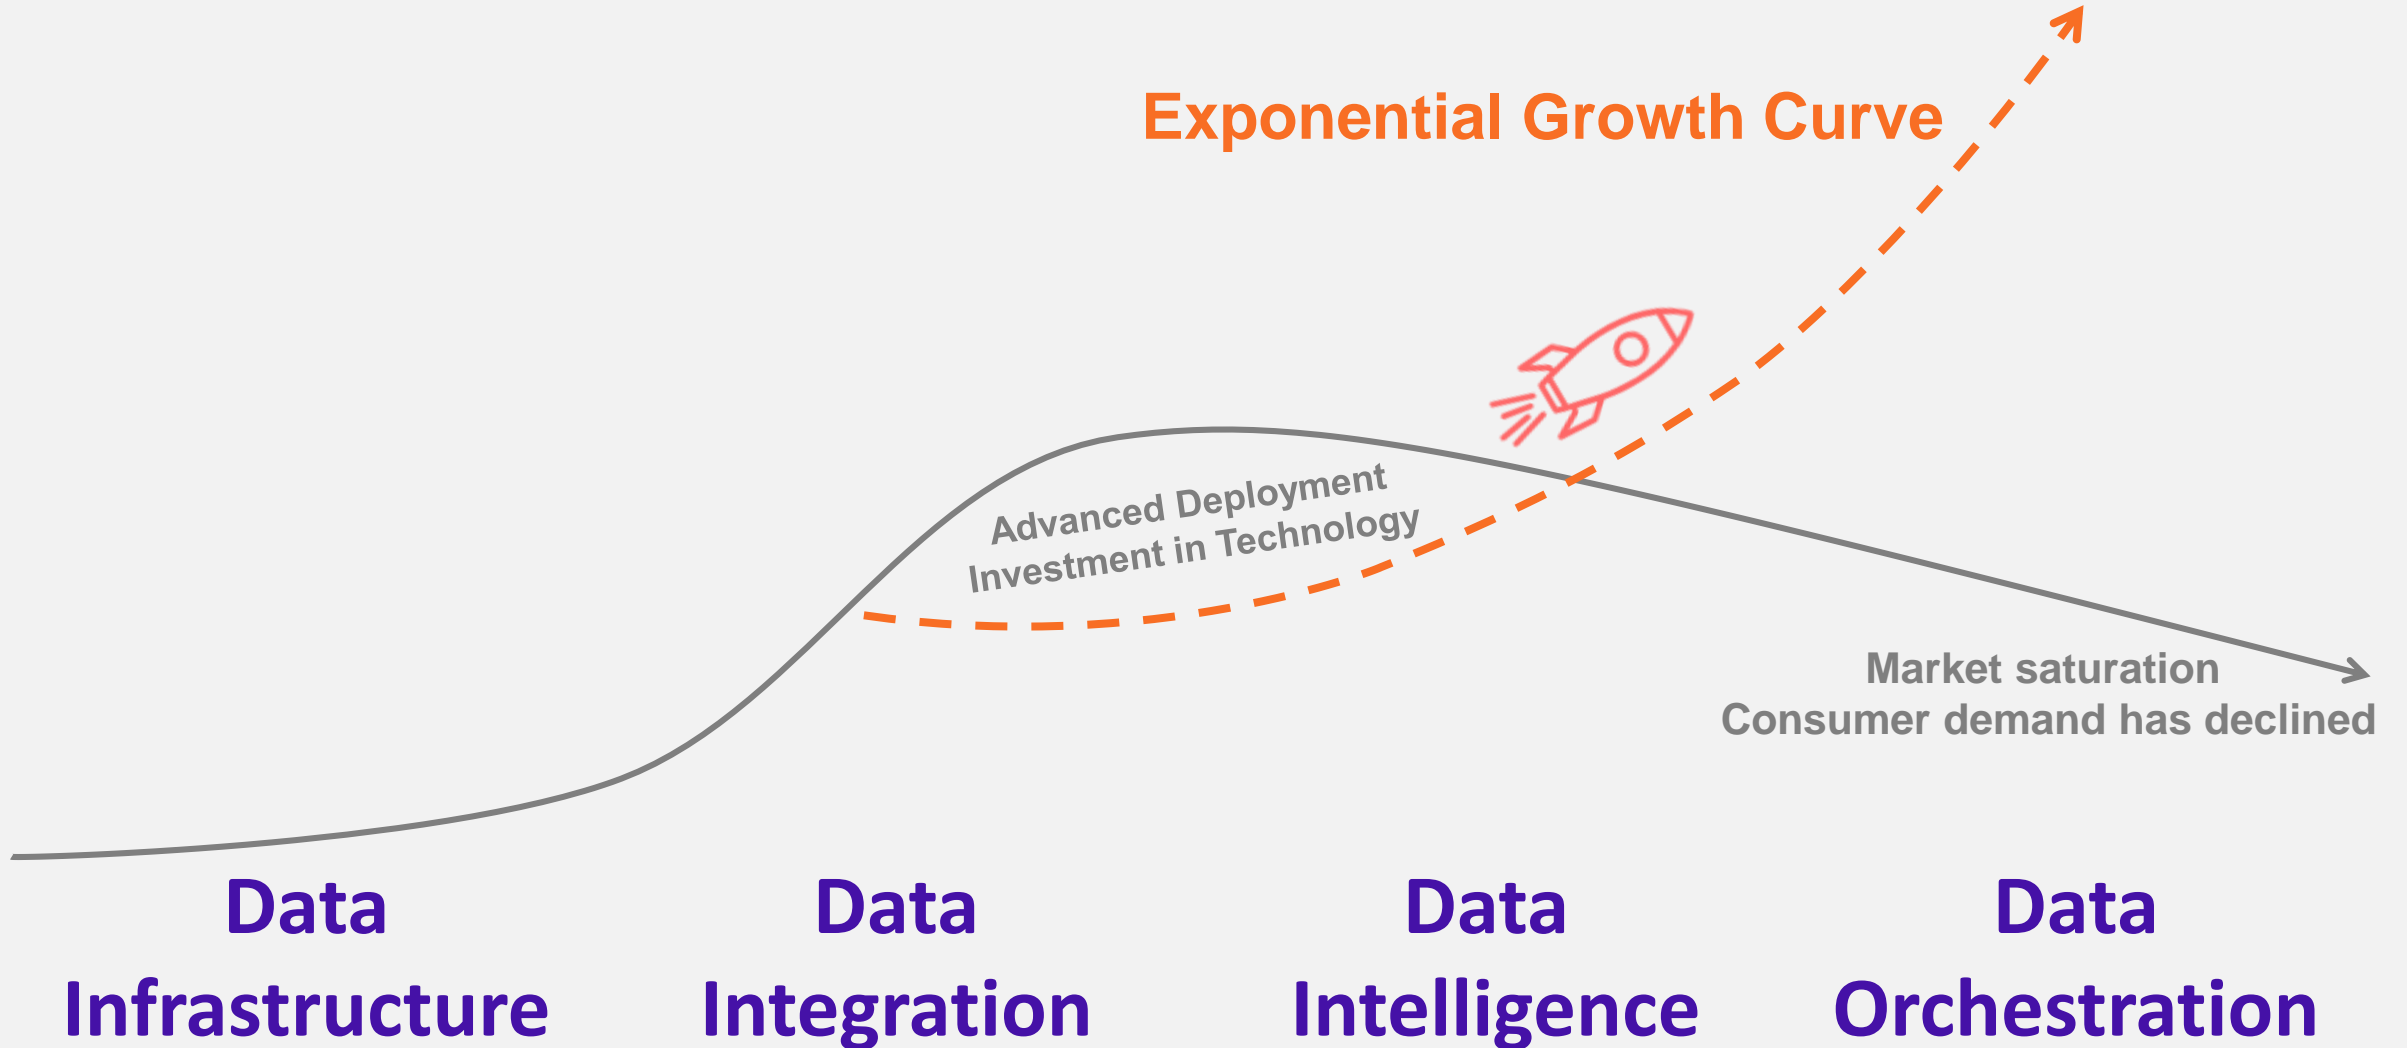 Exponential Growth Curve
Advanced Deployment
Investment in Technology
Market saturation
Consumer demand has declined
Data
Infrastructure
Data
Integration
Data
Intelligence
Data
Orchestration